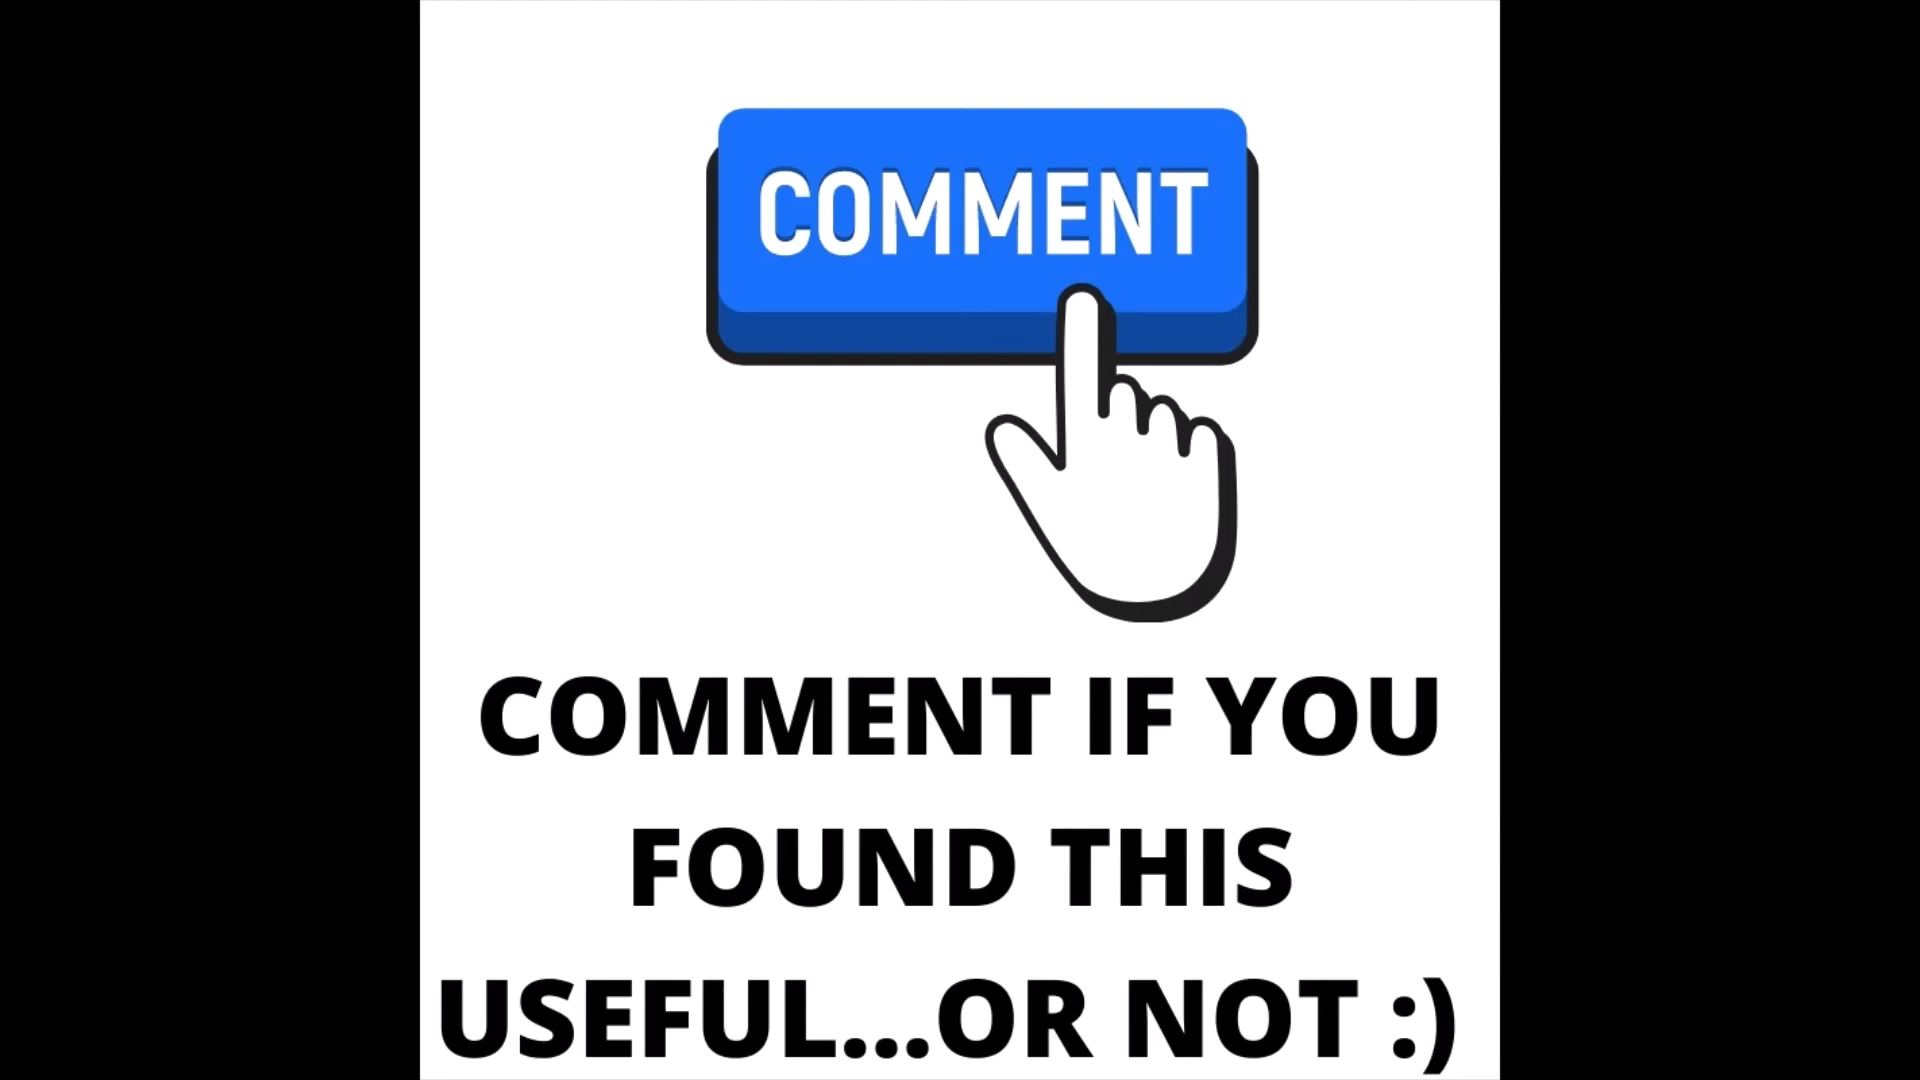 COMMENT
COMMENT IF YOU
FOUND THIS
USEFUL...OR NOT :)